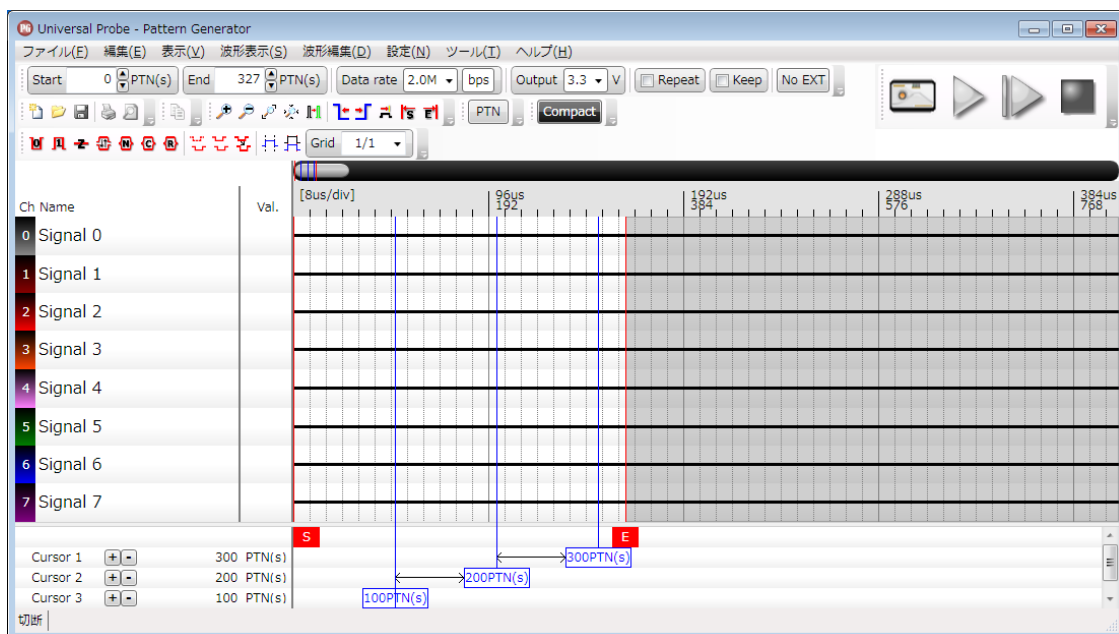 Universal Probe - Pattern Generator
ファイル(F) 編集(E) 表示(V) 波形表示(S) 波形編集(D) 設定(N) ツール(T) ヘルプ(H)
Start 0 PTN(s) End 327 PTN(s) Data rate 2.0M bps Output 3.3 V Repeat Keep No EXT
PTN Compact
Grid 1/1
[8us/div] 96us 192us 288us 384us
Ch Name Val. 192 384 576 768
0 Signal 0
1 Signal 1
2 Signal 2
3 Signal 3
4 Signal 4
5 Signal 5
6 Signal 6
7 Signal 7
S E
Cursor 1 + - 300 PTN(s) 300PTN(s)
Cursor 2 + - 200 PTN(s) 200PTN(s)
Cursor 3 + - 100 PTN(s) 100PTN(s)
切断